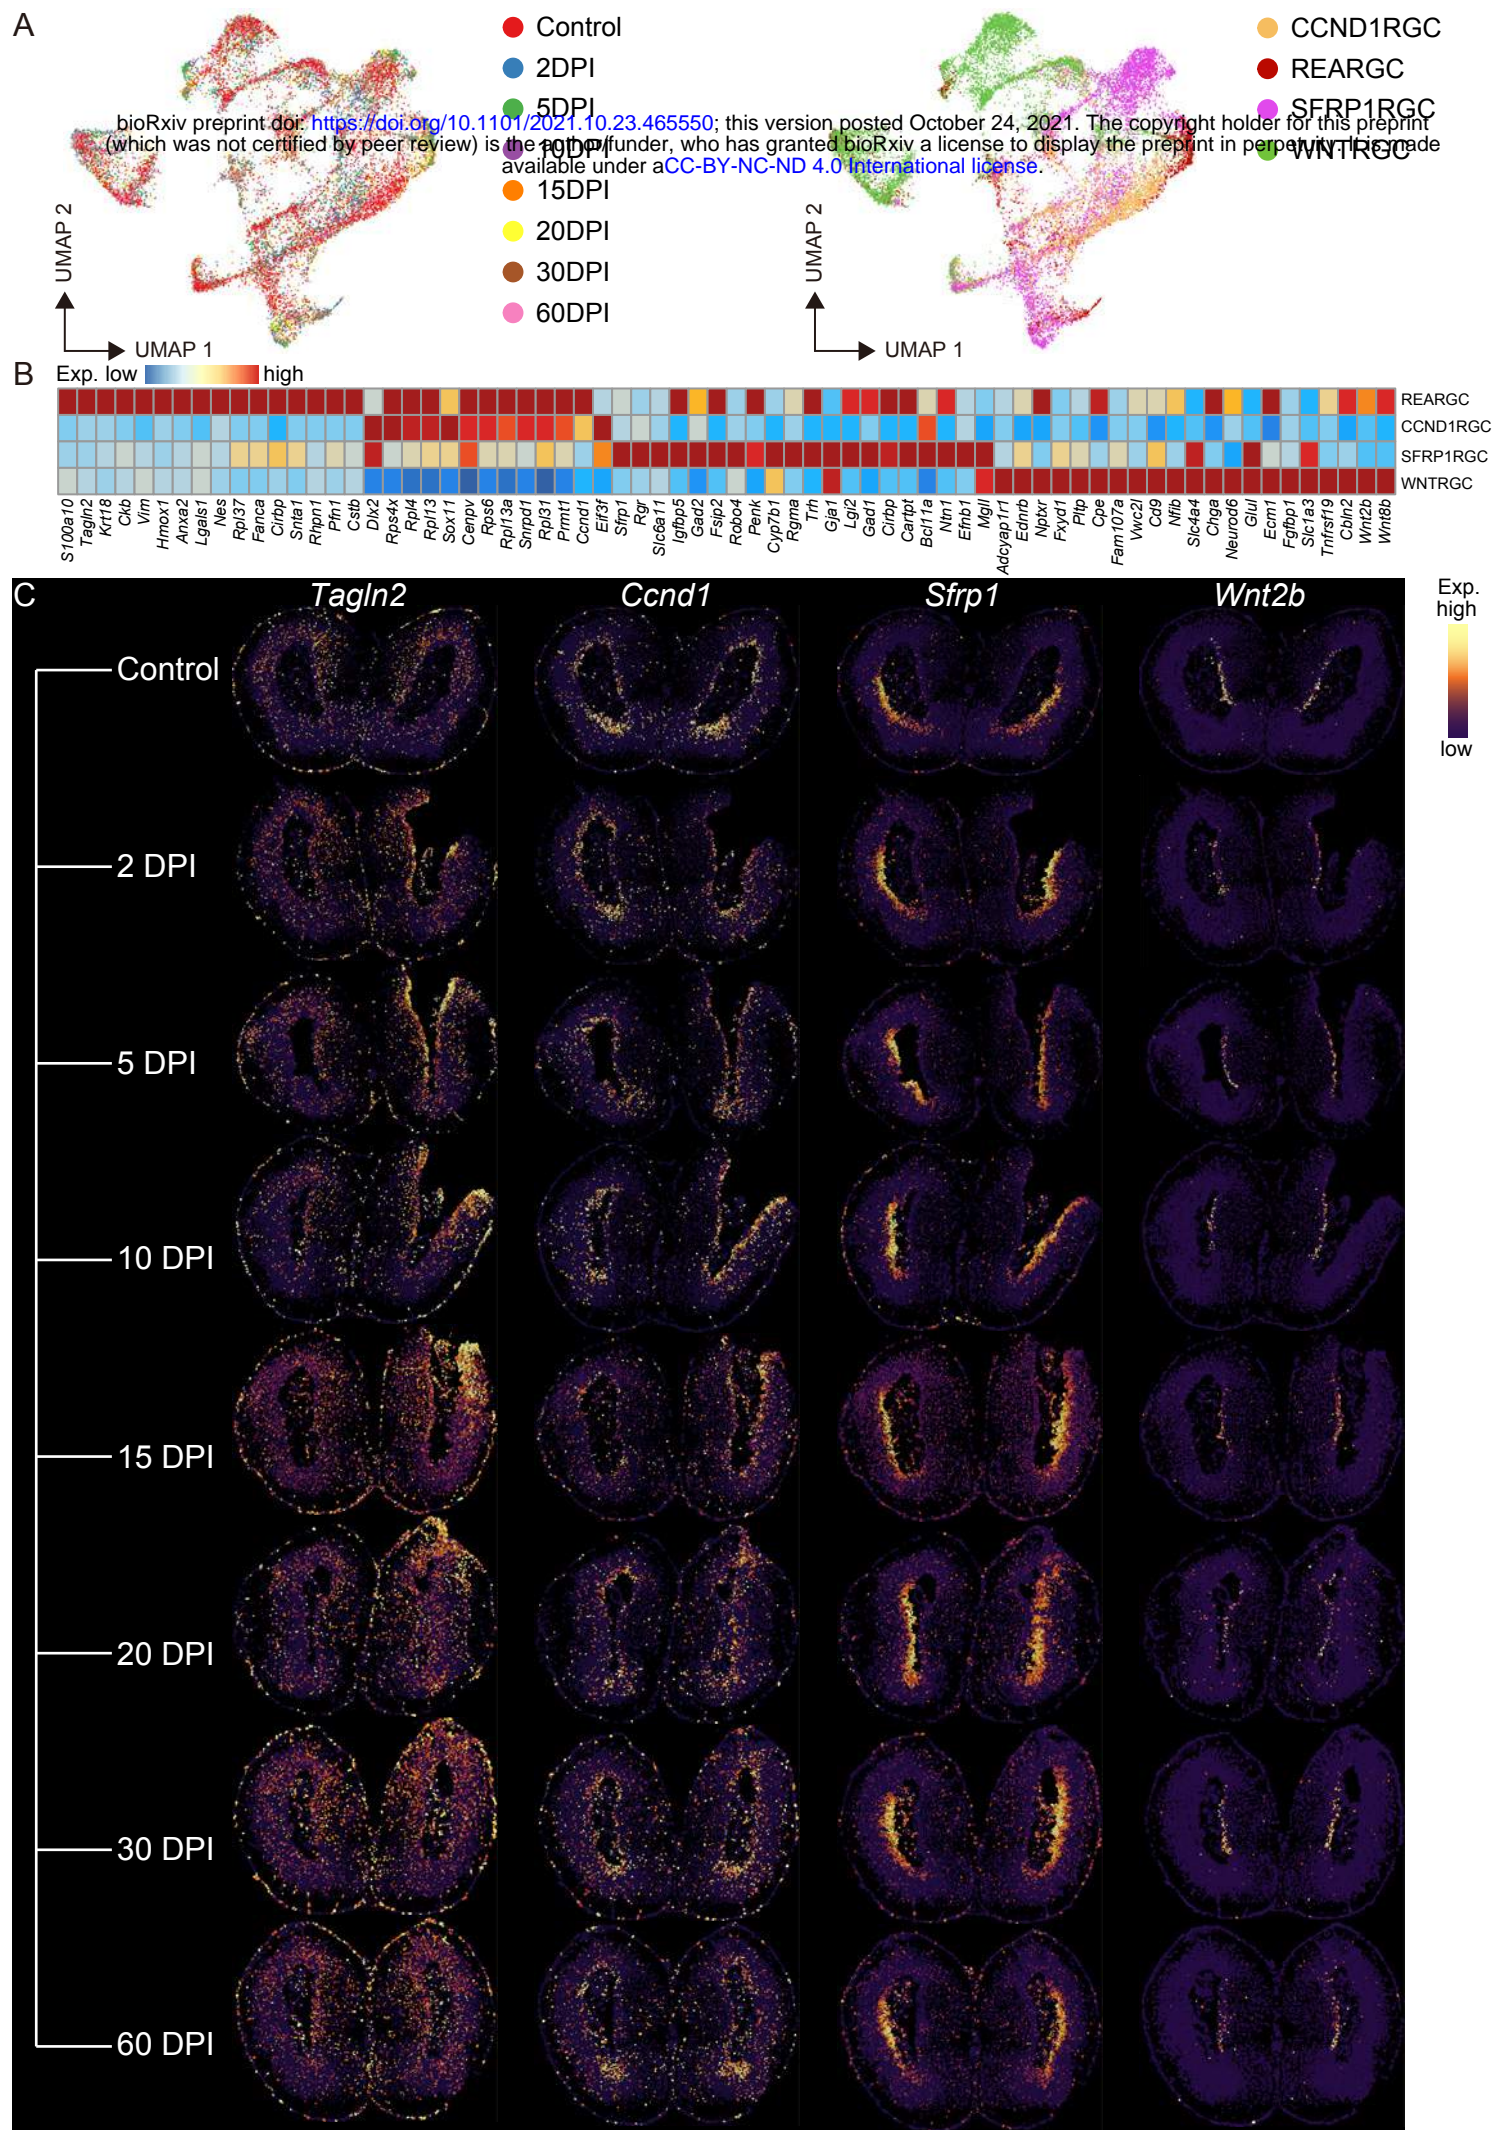 A
Control
2DPI
5DPI
10DPI
15DPI
20DPI
30DPI
60DPI
UMAP 2
UMAP 1
CCND1RGC
REARGC
SFRP1RGC
WNTRGC
UMAP 2
UMAP 1
bioRxiv preprint doi: https://doi.org/10.1101/2021.10.23.465550; this version posted October 24, 2021. The copyright holder for this preprint
(which was not certified by peer review) is the author/funder, who has granted bioRxiv a license to display the preprint in perpetuity. It is made
available under aCC-BY-NC-ND 4.0 International license.
B
Exp. low high
REARGC
CCND1RGC
SFRP1RGC
WNTRGC
S100a10 Tagln2 Krt18 Ckb Vim Hmox1 Anxa2 Lgals1 Nes Rpl37 Fanca Cirbp Snta1 Rhpn1 Pfn1 Cstb Dlx2 Rps4x Rpl4 Rpl13 Sox11 Cenpv Rps6 Rpl13a Snrpd1 Rpl31 Prmt1 Ccnd1 Eif3f Sfrp1 Rgr Slc6a11 Igfbp5 Gad2 Fsip2 Robo4 Penk Cyp7b1 Rgma Trh Gja1 Lgi2 Gad1 Cirbp Cartpt Bcl11a Ntn1 Efnb1 Mgll Adcyap1r1 Ednrb Nptxr Fxyd1 Pltp Cpe Fam107a Vwc2l Cd9 Nfib Slc4a4 Chga Neurod6 Glul Ecm1 Fgfbp1 Slc1a3 Tnfrsf19 Cbln2 Wnt2b Wnt8b
C
Tagln2 Ccnd1 Sfrp1 Wnt2b
Exp.
high
low
Control
2 DPI
5 DPI
10 DPI
15 DPI
20 DPI
30 DPI
60 DPI